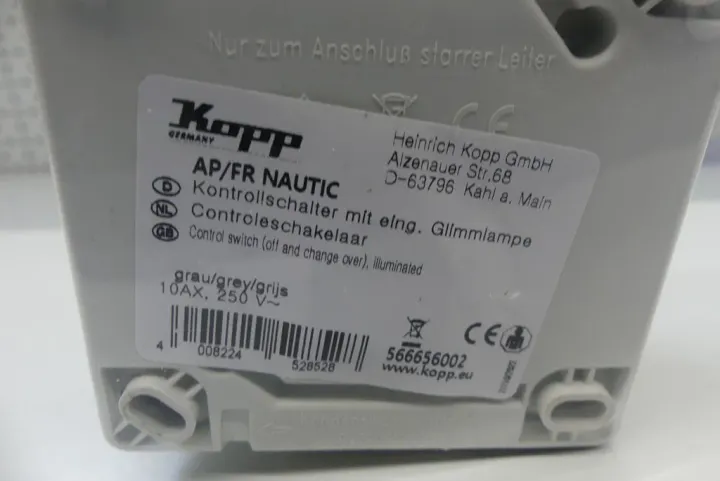 Nur zum Anschluß starrer Leiter
Kopp
GERMANY
Heinrich Kopp GmbH
Alzenauer Str.68
D-63796 Kahl a. Main
AP/FR NAUTIC
D Kontrollschalter mit eing. Glimmlampe
NL Controleschakelaar
GB Control switch (off and change over), illuminated
grau/grey/grijs
10AX, 250 V~
4 008224 528528
CE
566656002
www.kopp.eu